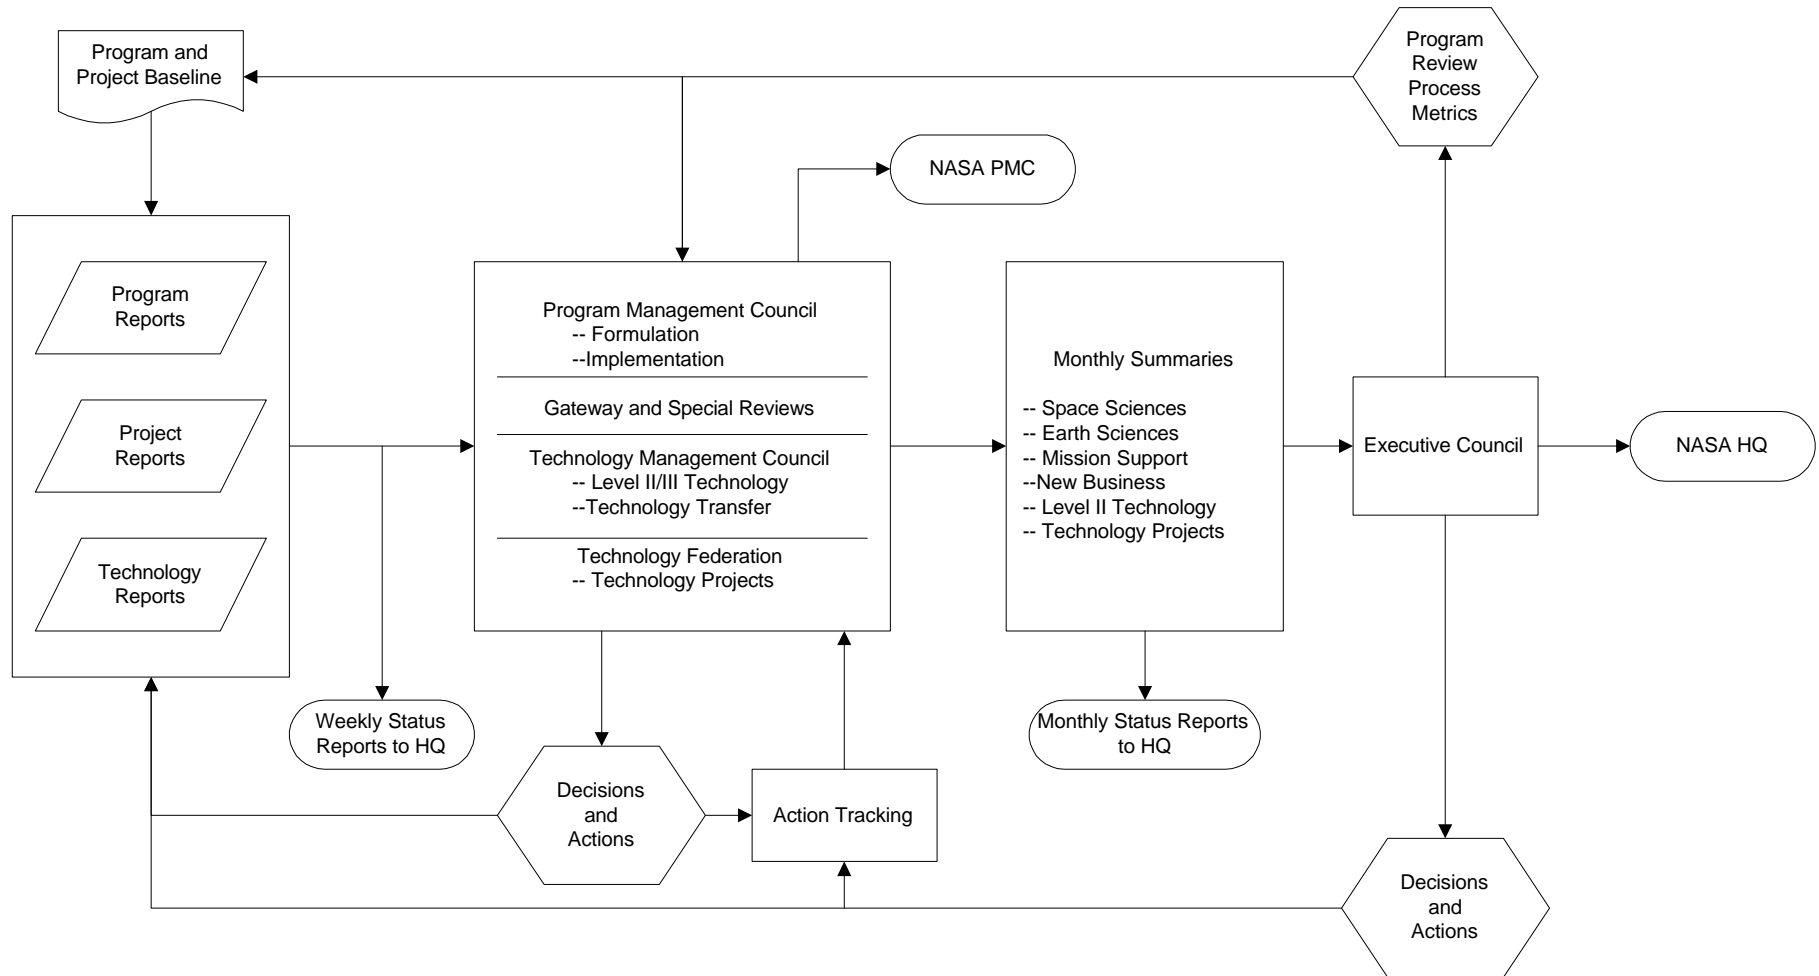 Program and
Project Baseline
Program
Review
Process
Metrics
NASA PMC
Program
Reports
Project
Reports
Technology
Reports
Program Management Council
-- Formulation
--Implementation
Gateway and Special Reviews
Technology Management Council
-- Level II/III Technology
--Technology Transfer
Technology Federation
-- Technology Projects
Monthly Summaries
-- Space Sciences
-- Earth Sciences
-- Mission Support
--New Business
-- Level II Technology
-- Technology Projects
Executive Council
NASA HQ
Weekly Status
Reports to HQ
Monthly Status Reports
to HQ
Decisions
and
Actions
Action Tracking
Decisions
and
Actions